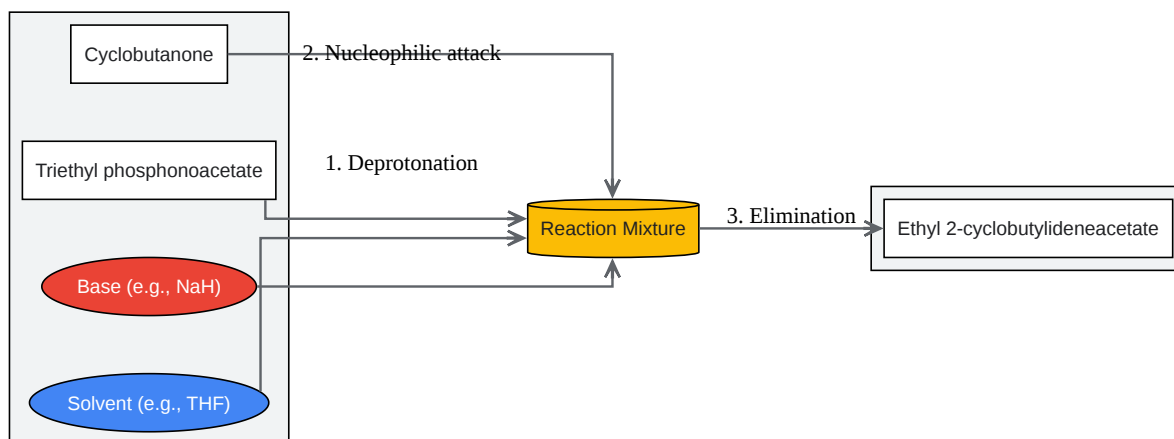 Cyclobutanone
2. Nucleophilic attack
Triethyl phosphonoacetate
1. Deprotonation
Reaction Mixture
3. Elimination
Ethyl 2-cyclobutylideneacetate
Base (e.g., NaH)
Solvent (e.g., THF)